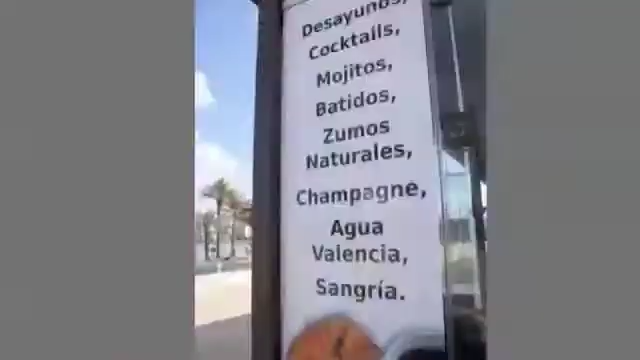 Desayunos,
Cocktails,
Mojitos,
Batidos,
Zumos
Naturales,
Champagne,
Agua
Valencia,
Sangría.